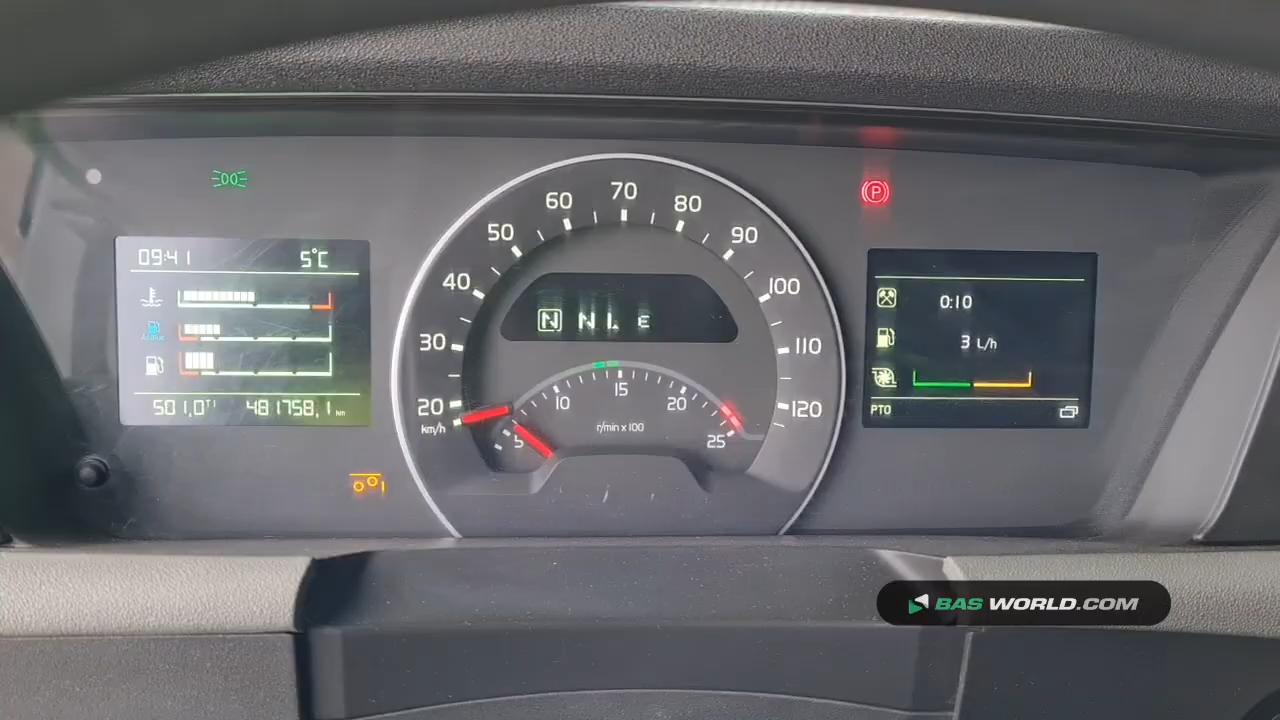 09:41 5°C
AdBlue
501,0 T1 481758,1 km
20 30 40 50 60 70 80 90 100 110 120
km/h
N N L E
5 10 15 20 25
r/min x 100
P
0:10
3 L/h
PTO
BAS WORLD.COM